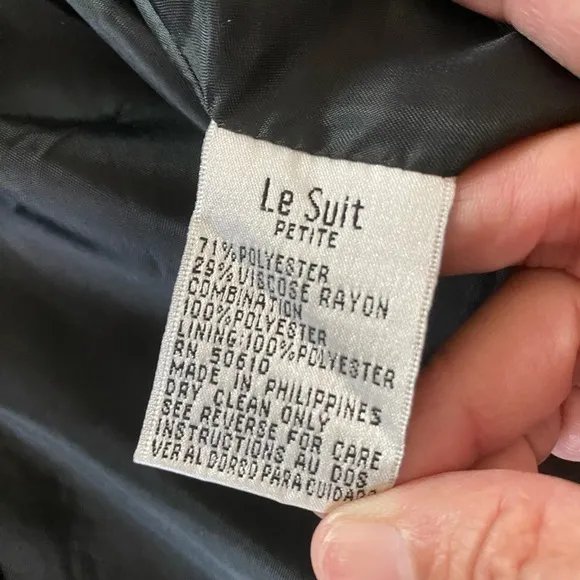 Le Suit
PETITE
71% POLYESTER
29% VISCOSE RAYON
COMBINATION
100% POLYESTER
LINING: 100% POLYESTER
RN 50610
MADE IN PHILIPPINES
DRY CLEAN ONLY
SEE REVERSE FOR CARE
INSTRUCTIONS AU DOS
VER AL DORSO PARA CUIDADO